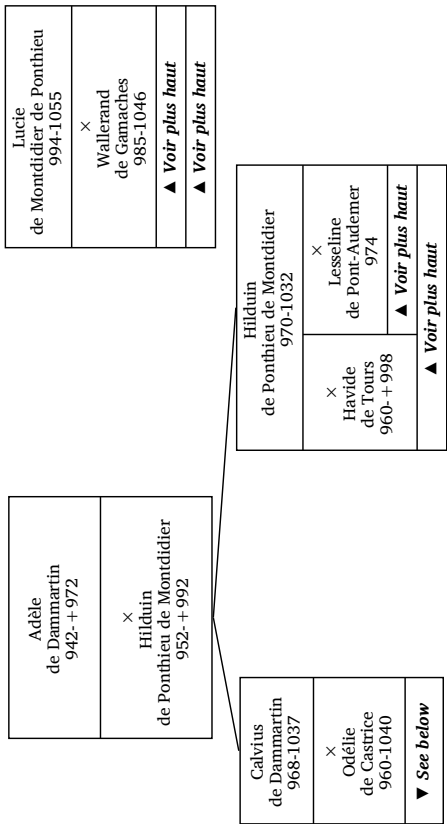 Lucie
de Montdidier de Ponthieu
994-1055
×
Wallerand
de Gamaches
985-1046
▲ Voir plus haut
▲ Voir plus haut
Adèle
de Dammartin
942-+972
×
Hilduin
de Ponthieu de Montdidier
952-+992
Calvius
de Dammartin
968-1037
×
Odélie
de Castrice
960-1040
▼ See below
Hilduin
de Ponthieu de Montdidier
970-1032
×
Havide
de Tours
960-+998
×
Lesseline
de Pont-Audemer
974
▲ Voir plus haut
▲ Voir plus haut